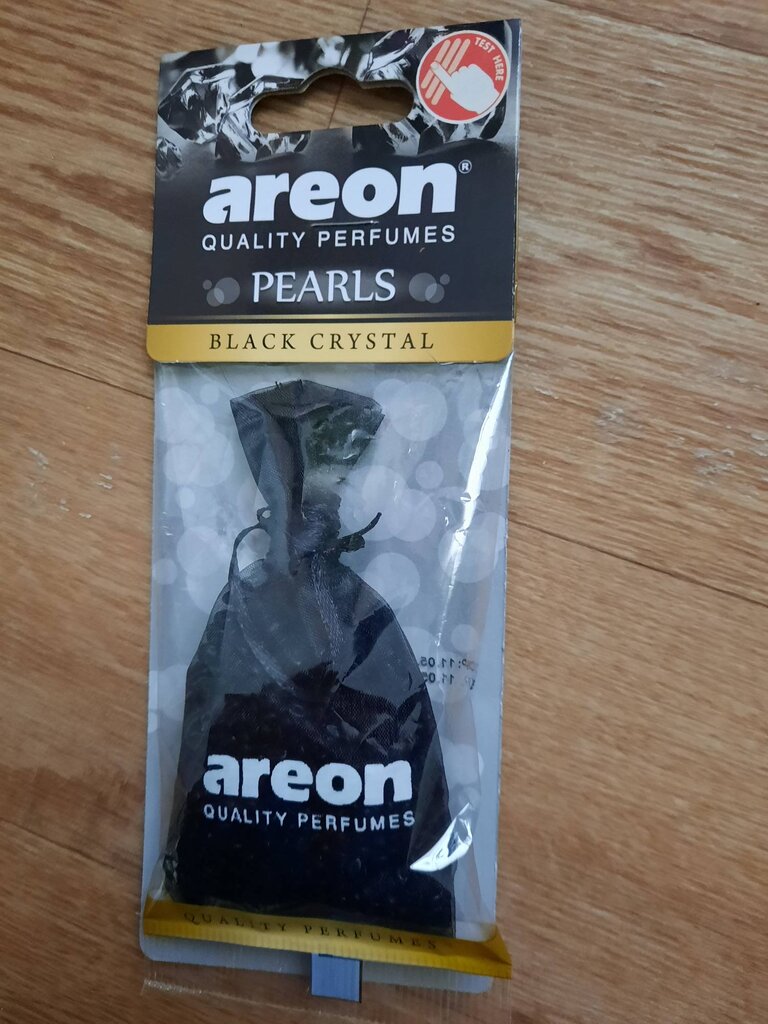 TEST HERE
areon®
QUALITY PERFUMES
PEARLS
BLACK CRYSTAL
areon
QUALITY PERFUMES
QUALITY PERFUMES